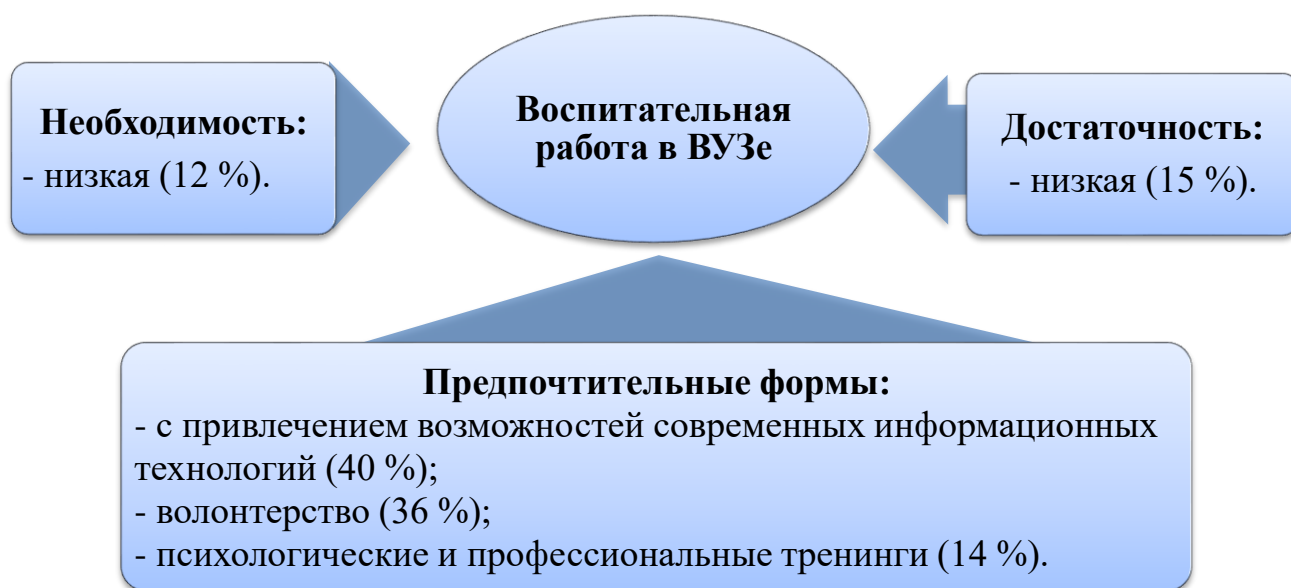 Воспитательная
работа в ВУЗе
Необходимость:
- низкая (12 %).
Достаточность:
- низкая (15 %).
Предпочтительные формы:
- с привлечением возможностей современных информационных
технологий (40 %);
- волонтерство (36 %);
- психологические и профессиональные тренинги (14 %).